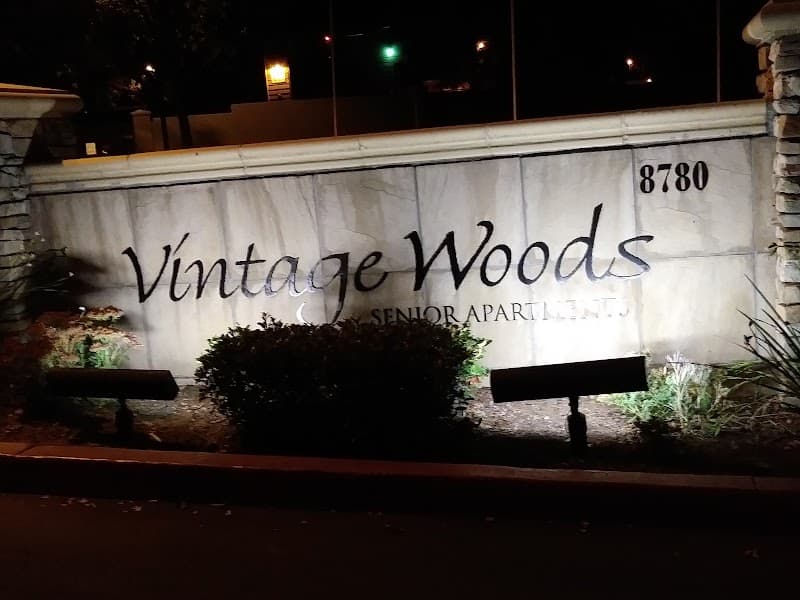 8780
Vintage Woods
SENIOR APARTMENTS